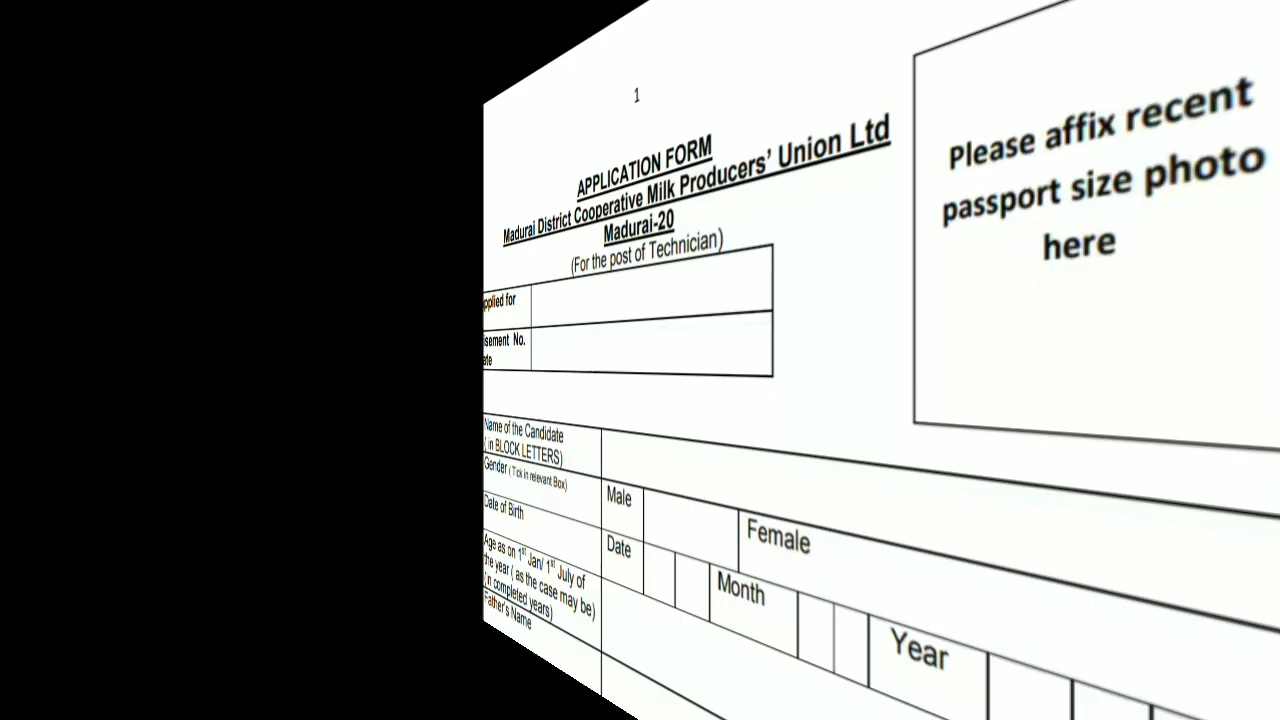 1
APPLICATION FORM
Madurai District Cooperative Milk Producers' Union Ltd
Madurai-20
(For the post of Technician)
Please affix recent
passport size photo
here
pplied for
isement No.
ate
Name of the Candidate
( in BLOCK LETTERS)
Gender ( Tick in relevant Box)
Male
Female
Date of Birth
Date
Month
Year
Age as on 1st Jan/ 1st July of
the year ( as the case may be)
(in completed years)
Father's Name